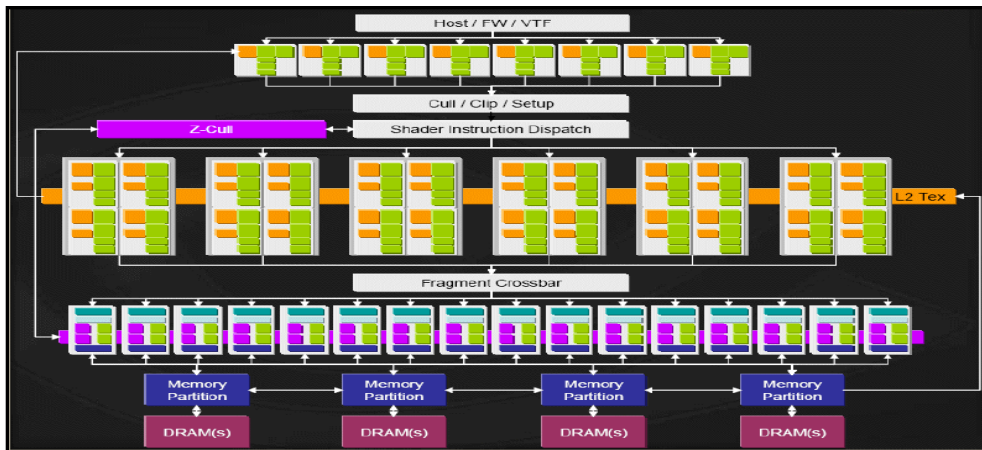 Host / FW / VTF
Cull / Clip / Setup
Z-Cull
Shader Instruction Dispatch
L2 Tex
Fragment Crossbar
Memory
Partition
Memory
Partition
Memory
Partition
Memory
Partition
DRAM(s)
DRAM(s)
DRAM(s)
DRAM(s)